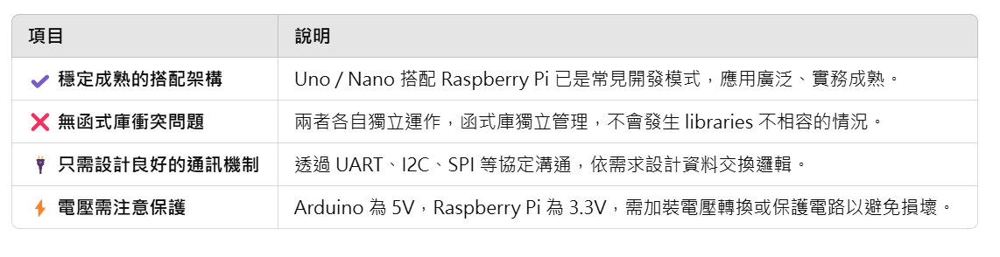 項目 說明
✔ 穩定成熟的搭配架構 Uno / Nano 搭配 Raspberry Pi 已是常見開發模式，應用廣泛、實務成熟。
❌ 無函式庫衝突問題 兩者各自獨立運作，函式庫獨立管理，不會發生 libraries 不相容的情況。
🔌 只需設計良好的通訊機制 透過 UART、I2C、SPI 等協定溝通，依需求設計資料交換邏輯。
⚡ 電壓需注意保護 Arduino 為 5V，Raspberry Pi 為 3.3V，需加裝電壓轉換或保護電路以避免損壞。